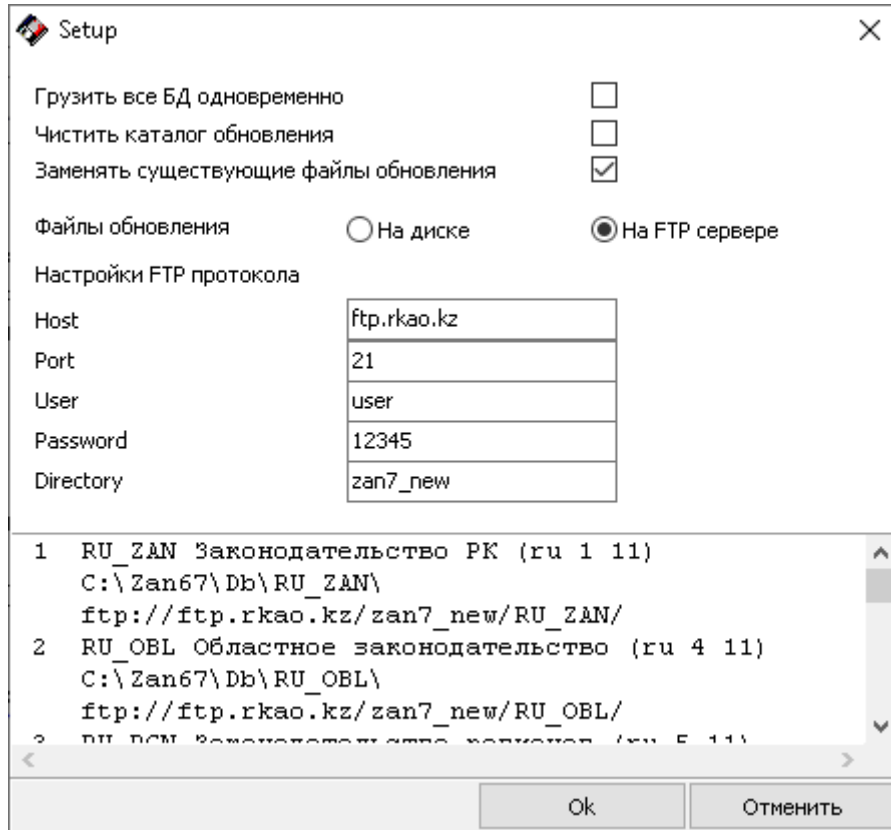 Setup
Грузить все БД одновременно
Чистить каталог обновления
Заменять существующие файлы обновления
Файлы обновления На диске На FTP сервере
Настройки FTP протокола
Host ftp.rkao.kz
Port 21
User user
Password 12345
Directory zan7_new
1 RU_ZAN Законодательство РК (ru 1 11)
C:\Zan67\Db\RU_ZAN\
ftp://ftp.rkao.kz/zan7_new/RU_ZAN/
2 RU_OBL Областное законодательство (ru 4 11)
C:\Zan67\Db\RU_OBL\
ftp://ftp.rkao.kz/zan7_new/RU_OBL/
Ok Отменить